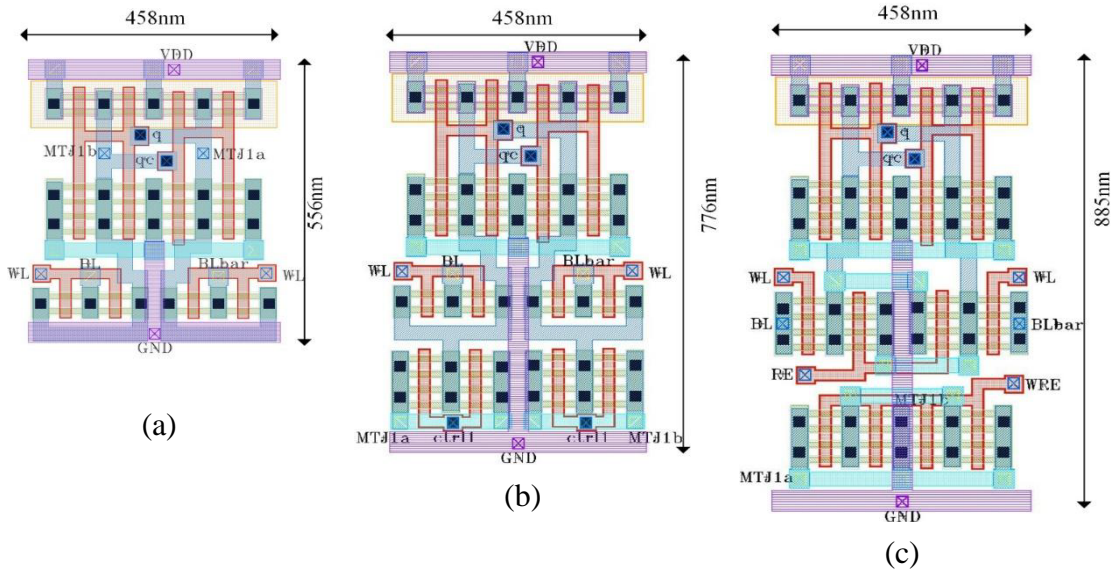 458nm
VDD
q
MTJ1b
qc
MTJ1a
BL
BLbar
WL
WL
GND
556nm
(a)
458nm
VDD
q
qc
BL
BLbar
WL
WL
MTJ1a
ctrl1
ctrl1
MTJ1b
GND
776nm
(b)
458nm
VDD
q
qc
WL
WL
BL
BLbar
RE
WRE
MTJ1b
MTJ1a
GND
885nm
(c)